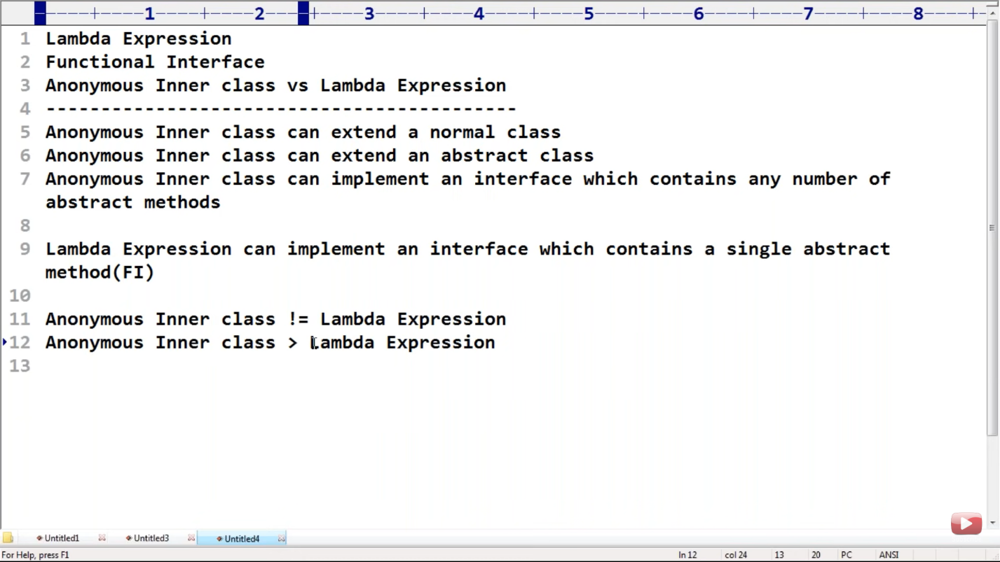 1 2 3 4 5 6 7 8
1 Lambda Expression
2 Functional Interface
3 Anonymous Inner class vs Lambda Expression
4 -------------------------------------------
5 Anonymous Inner class can extend a normal class
6 Anonymous Inner class can extend an abstract class
7 Anonymous Inner class can implement an interface which contains any number of
abstract methods
8
9 Lambda Expression can implement an interface which contains a single abstract
method(FI)
10
11 Anonymous Inner class != Lambda Expression
12 Anonymous Inner class > Lambda Expression
13
Untitled1 Untitled3 Untitled4
For Help, press F1 ln 12 col 24 13 20 PC ANSI